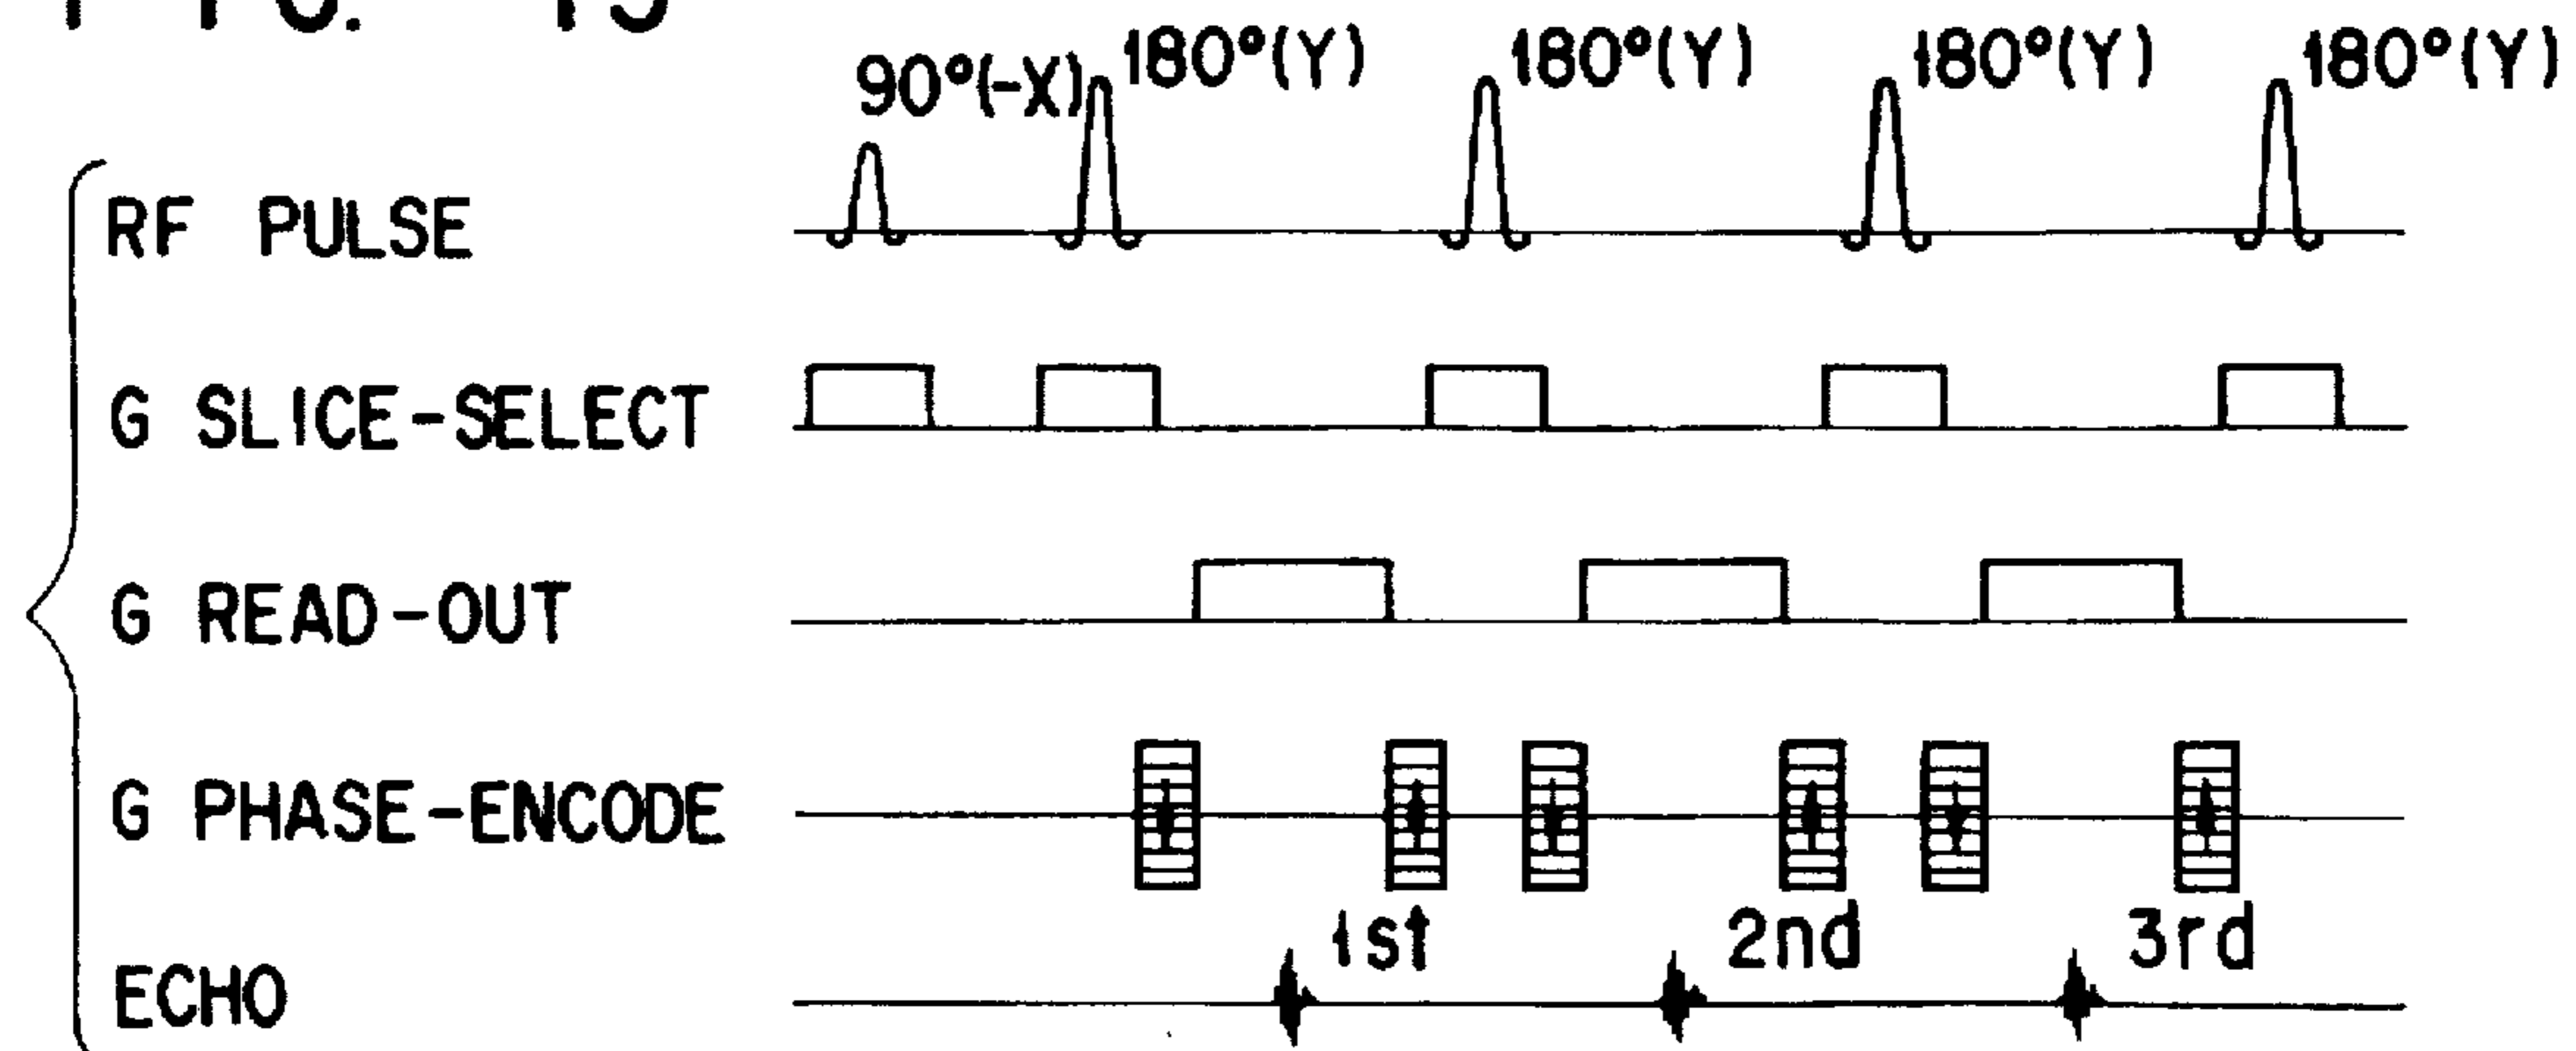 90°(-X) 180°(Y) 180°(Y) 180°(Y) 180°(Y)
RF PULSE
G SLICE-SELECT
G READ-OUT
G PHASE-ENCODE
1st 2nd 3rd
ECHO